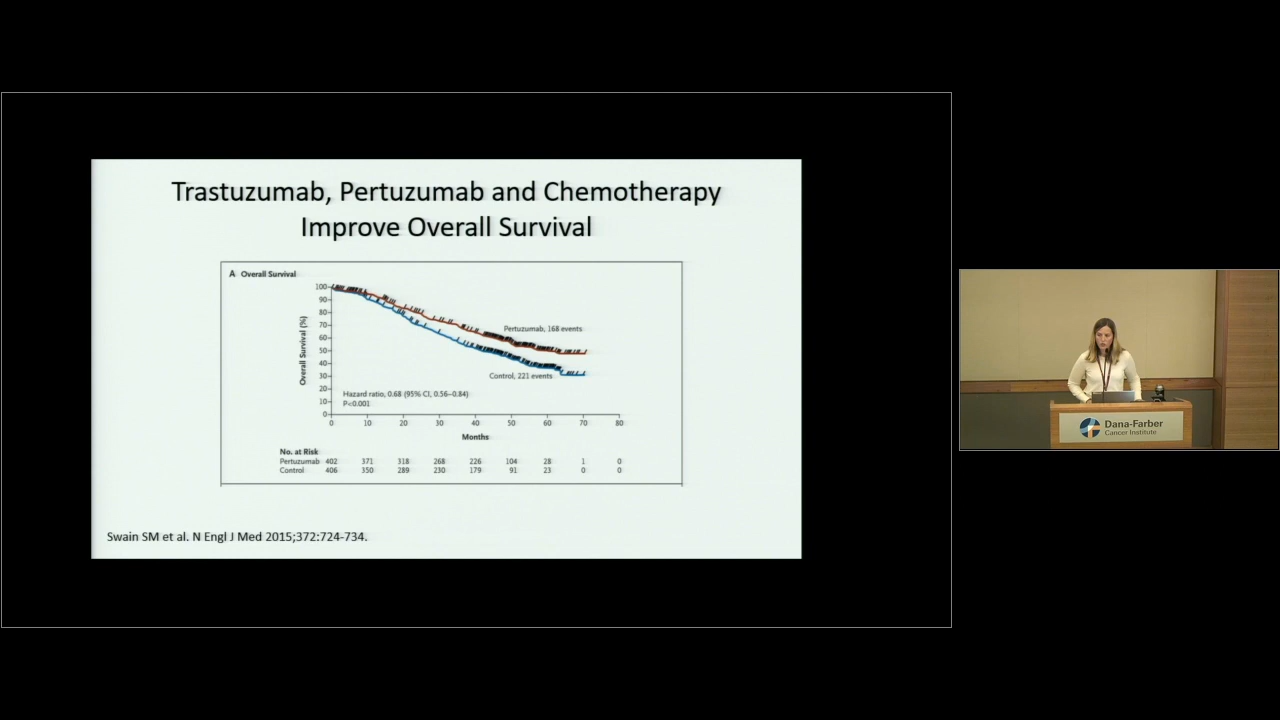 Trastuzumab, Pertuzumab and Chemotherapy
Improve Overall Survival
A Overall Survival
100
90
80
70
60
50
40
30
20
10
0
Overall Survival (%)
Pertuzumab, 168 events
Control, 221 events
Hazard ratio, 0.68 (95% CI, 0.56–0.84)
P<0.001
0 10 20 30 40 50 60 70 80
Months
No. at Risk
Pertuzumab 402 371 318 268 226 104 28 1 0
Control 406 350 289 230 179 91 23 0 0
Swain SM et al. N Engl J Med 2015;372:724-734.
Dana-Farber
Cancer Institute